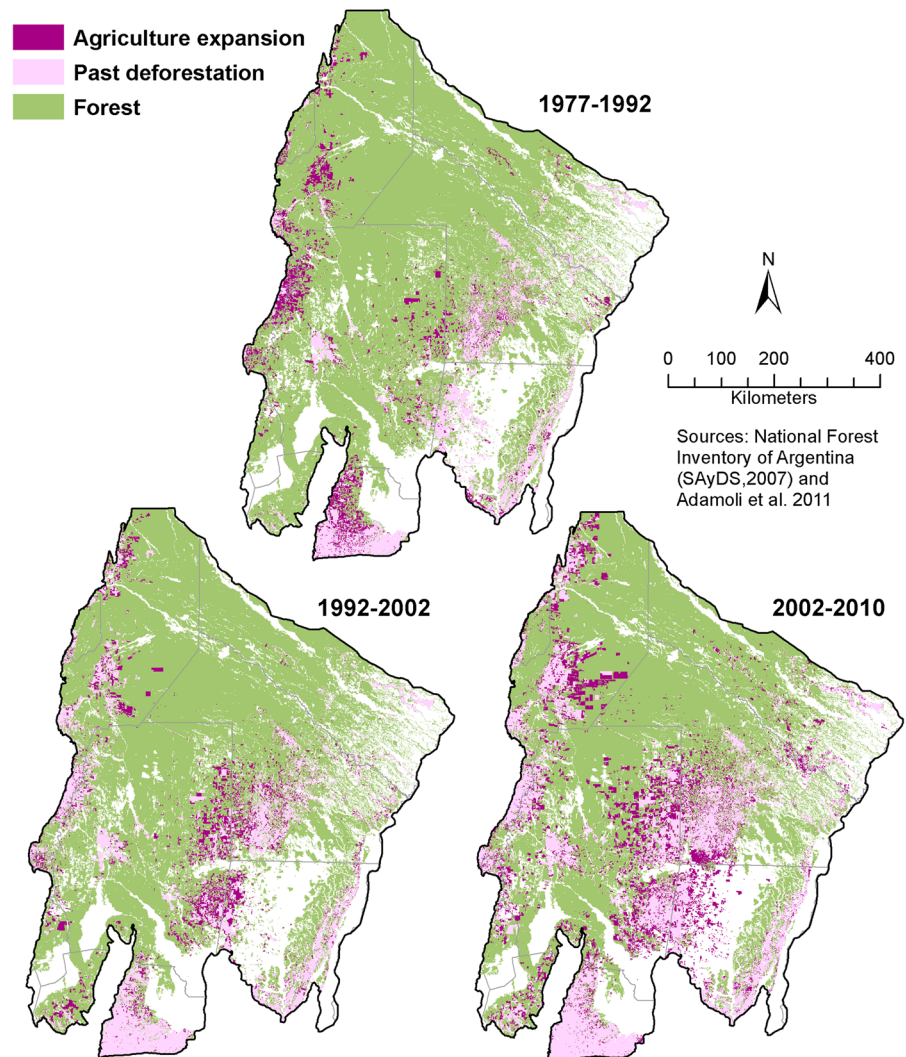 Agriculture expansion
Past deforestation
Forest
1977-1992
N
0 100 200 400
Kilometers
Sources: National Forest
Inventory of Argentina
(SAyDS,2007) and
Adamoli et al. 2011
1992-2002
2002-2010